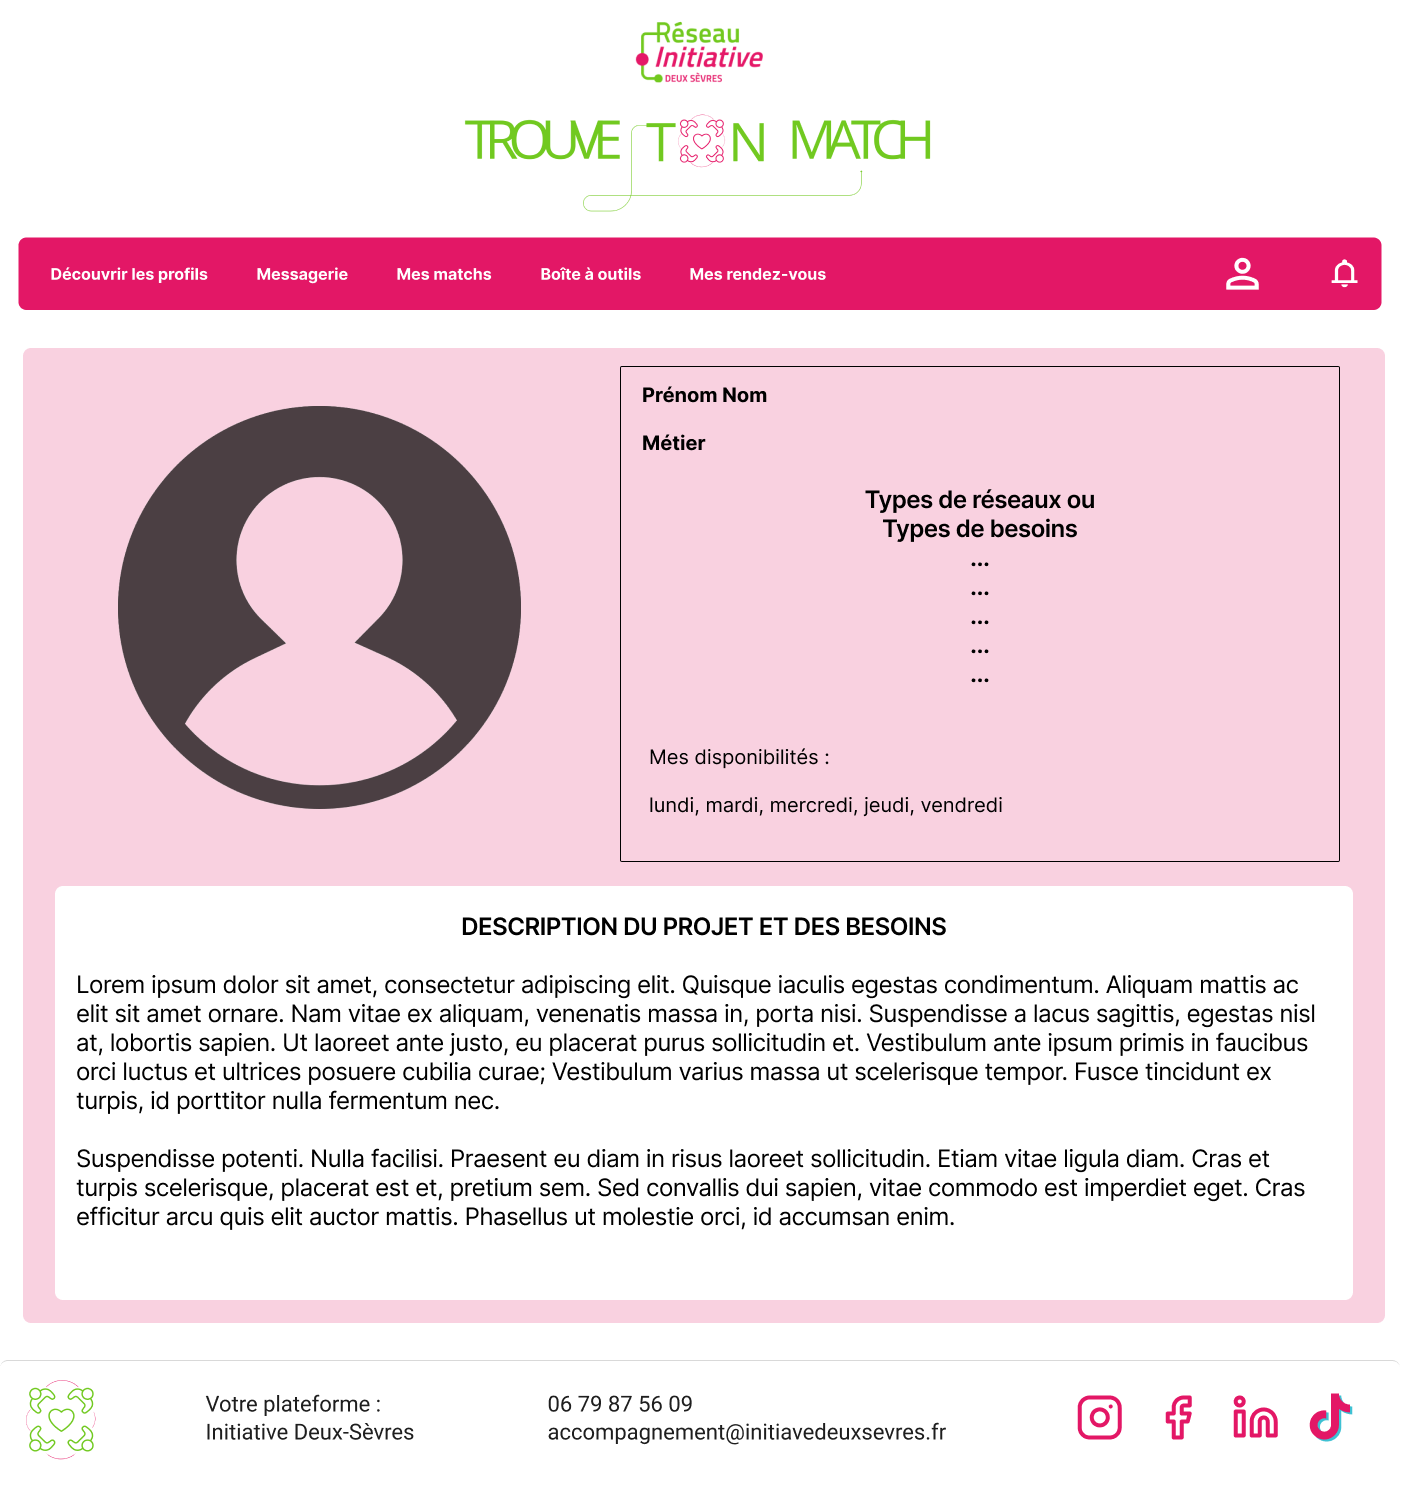 Réseau
Initiative
DEUX SÈVRES
TROUVE TON MATCH
Découvrir les profils Messagerie Mes matchs Boîte à outils Mes rendez-vous
Prénom Nom
Métier
Types de réseaux ou
Types de besoins
...
...
...
...
...
Mes disponibilités :
lundi, mardi, mercredi, jeudi, vendredi
DESCRIPTION DU PROJET ET DES BESOINS
Lorem ipsum dolor sit amet, consectetur adipiscing elit. Quisque iaculis egestas condimentum. Aliquam mattis ac
elit sit amet ornare. Nam vitae ex aliquam, venenatis massa in, porta nisi. Suspendisse a lacus sagittis, egestas nisl
at, lobortis sapien. Ut laoreet ante justo, eu placerat purus sollicitudin et. Vestibulum ante ipsum primis in faucibus
orci luctus et ultrices posuere cubilia curae; Vestibulum varius massa ut scelerisque tempor. Fusce tincidunt ex
turpis, id porttitor nulla fermentum nec.
Suspendisse potenti. Nulla facilisi. Praesent eu diam in risus laoreet sollicitudin. Etiam vitae ligula diam. Cras et
turpis scelerisque, placerat est et, pretium sem. Sed convallis dui sapien, vitae commodo est imperdiet eget. Cras
efficitur arcu quis elit auctor mattis. Phasellus ut molestie orci, id accumsan enim.
Votre plateforme :
Initiative Deux-Sèvres
06 79 87 56 09
accompagnement@initiavedeuxsevres.fr